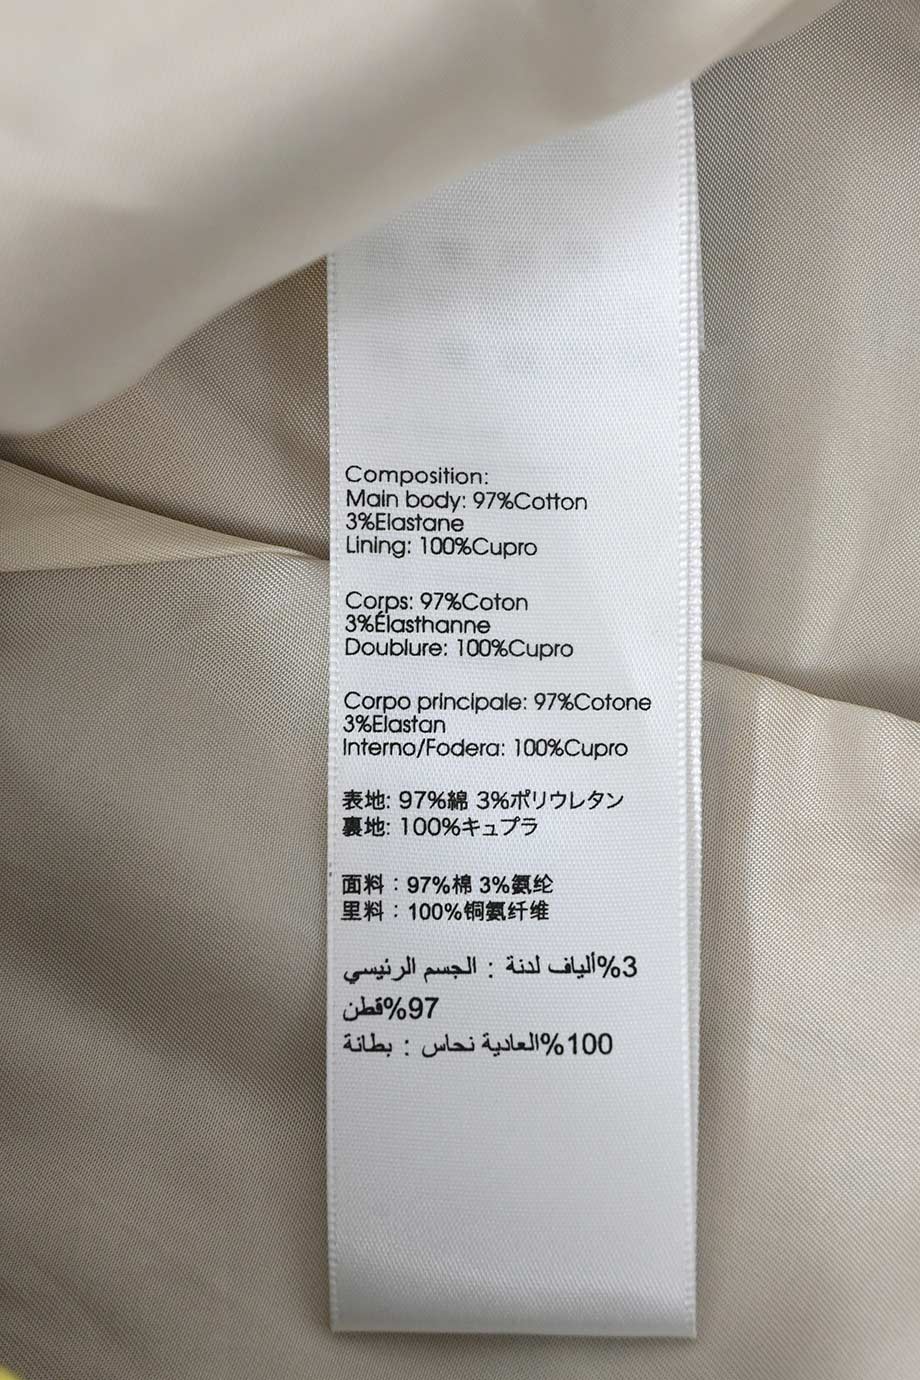 Composition:
Main body: 97%Cotton
3%Elastane
Lining: 100%Cupro
Corps: 97%Coton
3%Élasthanne
Doublure: 100%Cupro
Corpo principale: 97%Cotone
3%Elastan
Interno/Fodera: 100%Cupro
表地: 97%綿 3%ポリウレタン
裏地: 100%キュプラ
面料：97%棉 3%氨纶
里料：100%铜氨纤维
3%ألياف لدنة : الجسم الرئيسي
97%قطن
100%العادية نحاس : بطانة